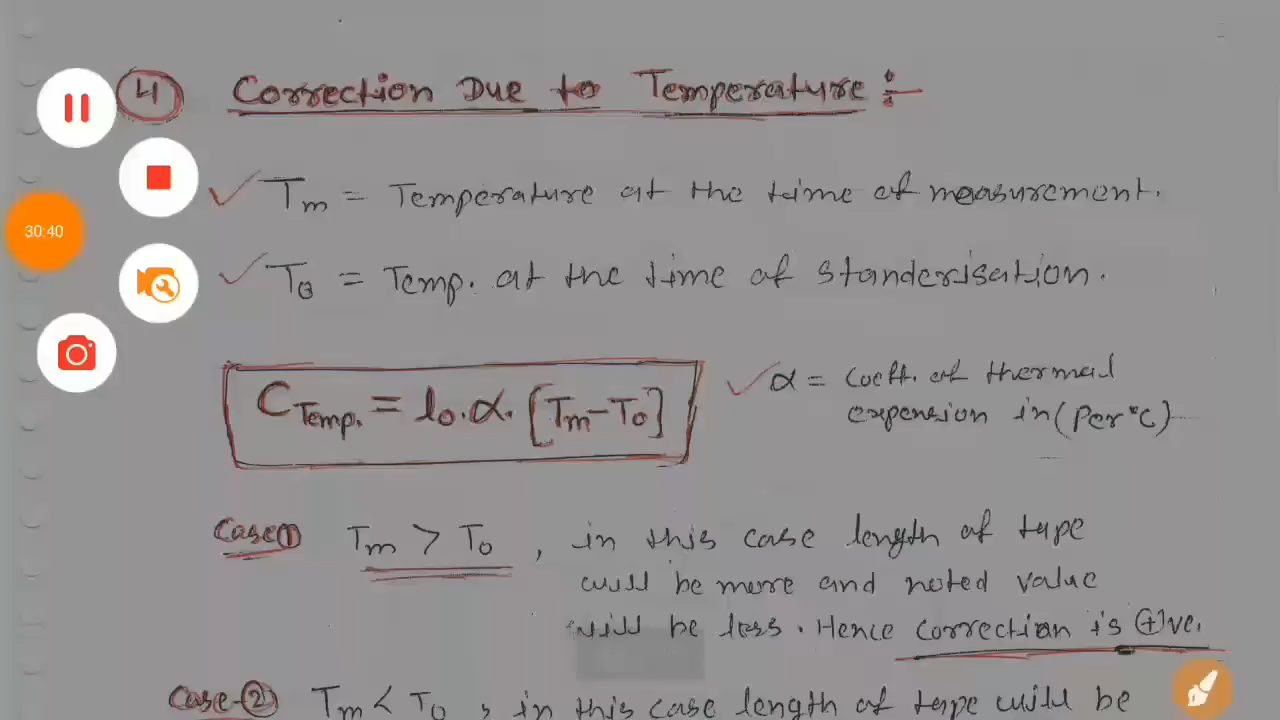 ④ Correction Due to Temperature :-
Tm = Temperature at the time of measurement.
30:40
To = Temp. at the time of standerisation.
CTemp. = lo.α.[Tm-To]
α = Coeft. of thermal
expension in (Per°C)
Case① Tm > To , in this case length of tape
will be more and noted value
will be less. Hence correction is ⊕ve.
Case-② Tm < To , in this case length of tape will be